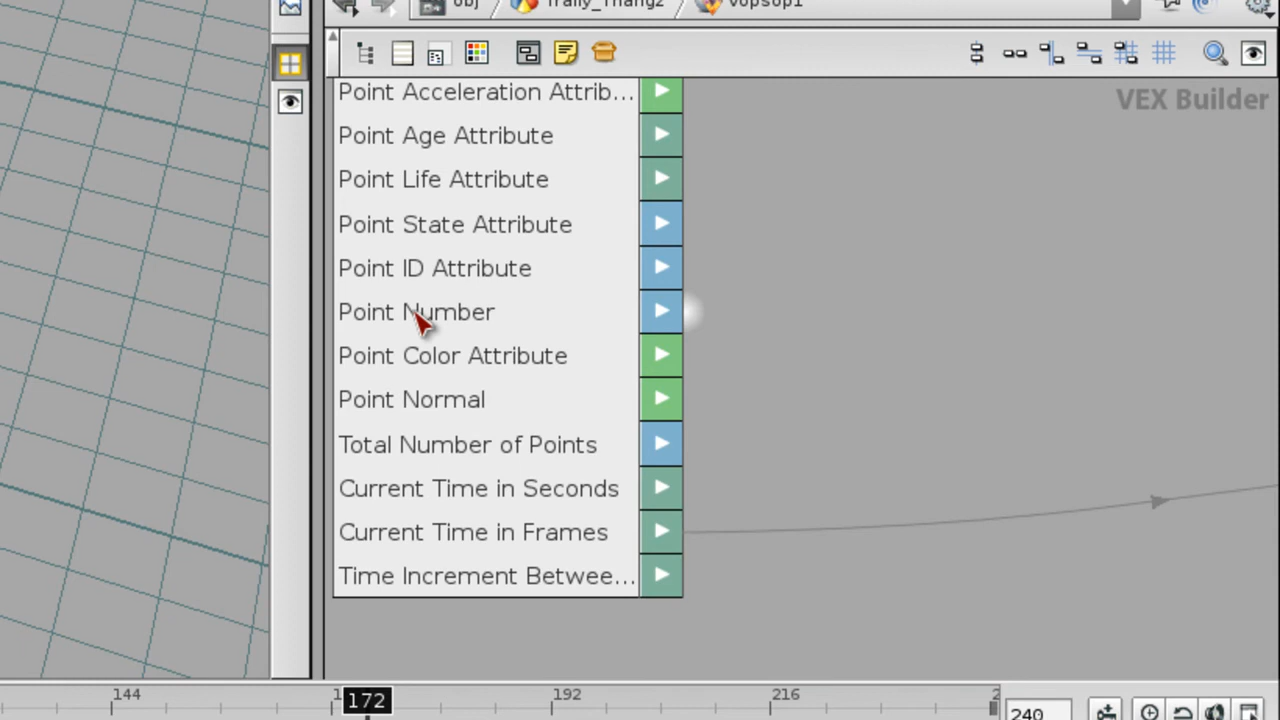 obj Trally_Thang2 vopsop1
VEX Builder
Point Acceleration Attrib...
Point Age Attribute
Point Life Attribute
Point State Attribute
Point ID Attribute
Point Number
Point Color Attribute
Point Normal
Total Number of Points
Current Time in Seconds
Current Time in Frames
Time Increment Betwee...
144 172 192 216 240